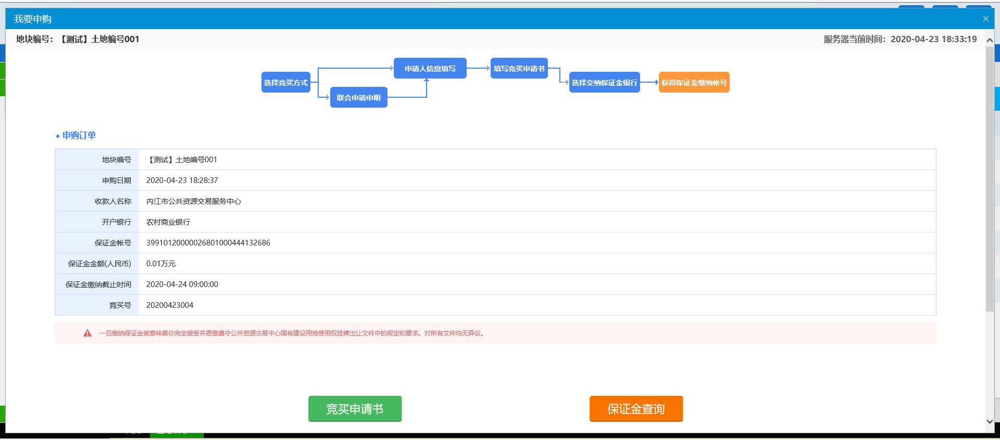 我要申购
地块编号：【测试】土地编号001
服务器当前时间：2020-04-23 18:33:19
选择竞买方式
申请人信息填写
联合申请申明
填写竞买申请书
选择交纳保证金银行
获得保证金缴纳帐号
申购订单
地块编号 【测试】土地编号001
申购日期 2020-04-23 18:28:37
收款人名称 内江市公共资源交易服务中心
开户银行 农村商业银行
保证金帐号 39910120000026801000444132686
保证金金额(人民币) 0.01万元
保证金缴纳截止时间 2020-04-24 09:00:00
竞买号 20200423004
一旦缴纳保证金就意味着你完全接受并愿意遵守公共资源交易中心国有建设用地使用权挂牌出让文件中的规定和要求。对所有文件均无异议。
竞买申请书
保证金查询